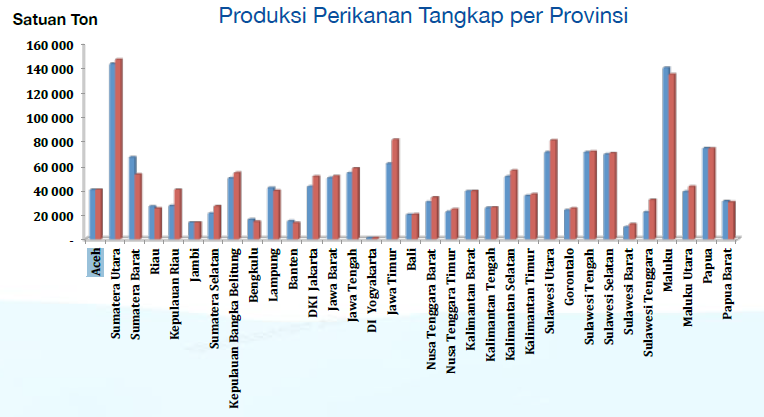 Satuan Ton
Produksi Perikanan Tangkap per Provinsi
160 000
140 000
120 000
100 000
80 000
60 000
40 000
20 000
-
Aceh
Sumatera Utara
Sumatera Barat
Riau
Kepulauan Riau
Jambi
Sumatera Selatan
Kepulauan Bangka Belitung
Bengkulu
Lampung
Banten
DKI Jakarta
Jawa Barat
Jawa Tengah
DI Yogyakarta
Jawa Timur
Bali
Nusa Tenggara Barat
Nusa Tenggara Timur
Kalimantan Barat
Kalimantan Tengah
Kalimantan Selatan
Kalimantan Timur
Sulawesi Utara
Gorontalo
Sulawesi Tengah
Sulawesi Selatan
Sulawesi Barat
Sulawesi Tenggara
Maluku
Maluku Utara
Papua
Papua Barat